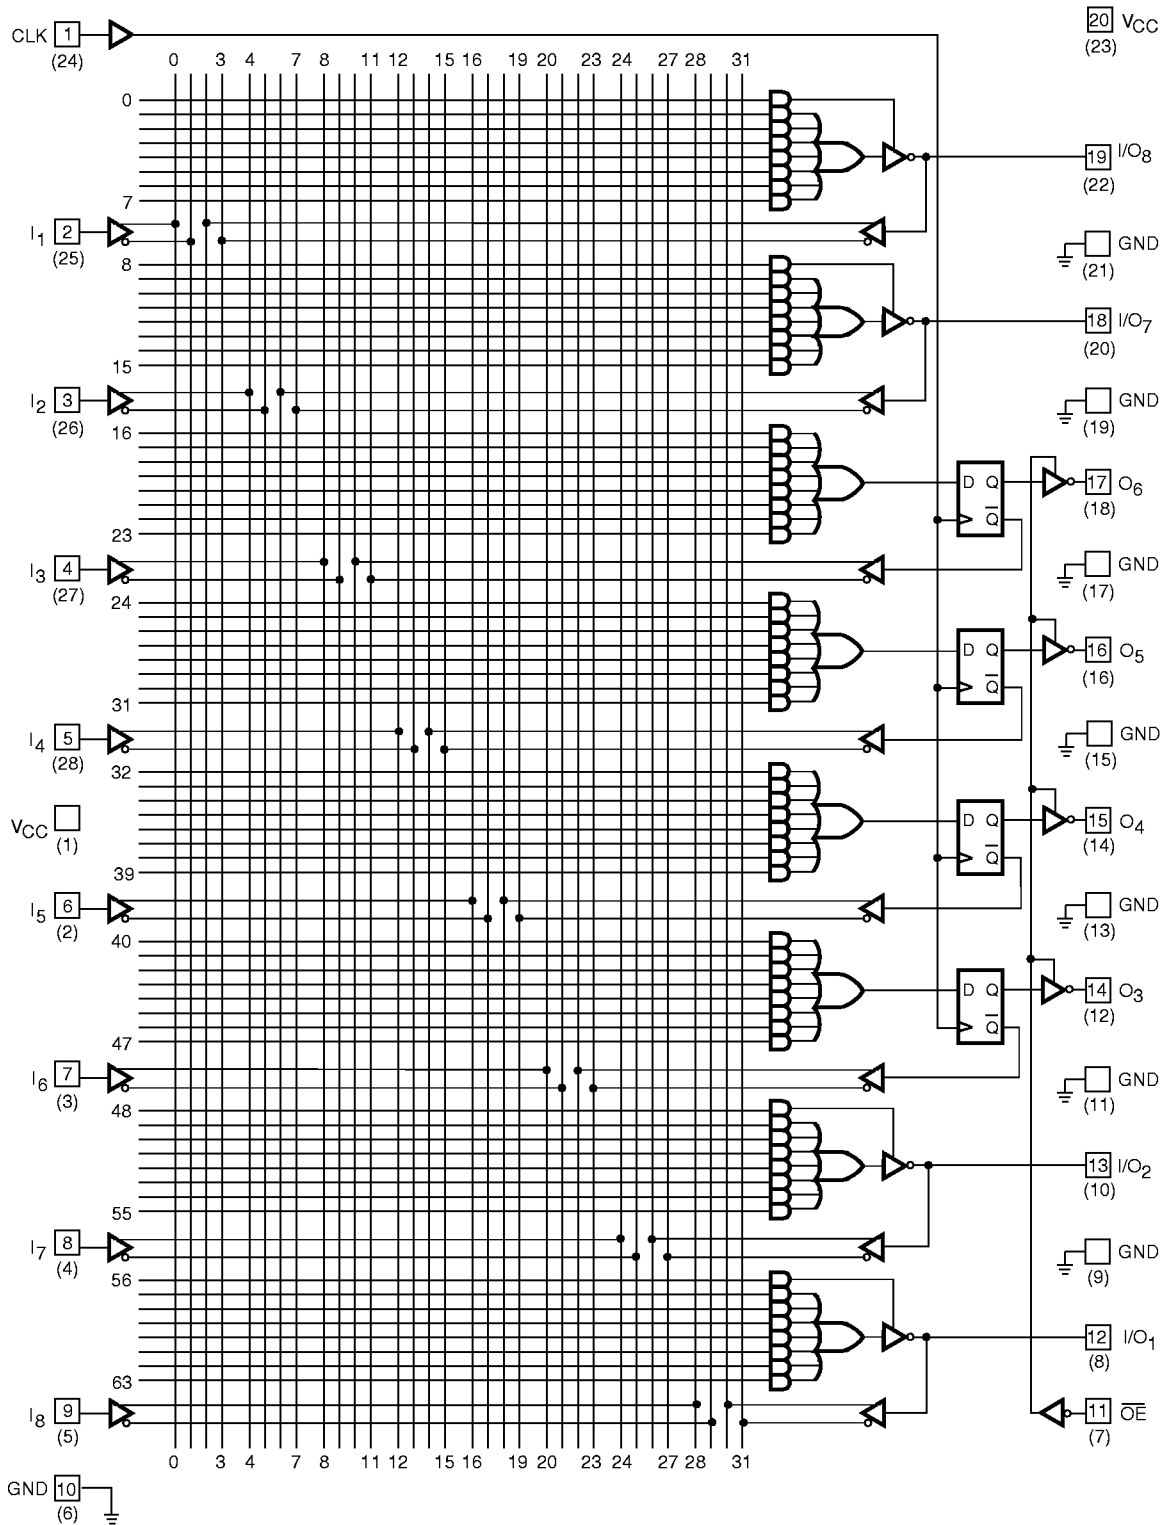 CLK 1 (24)
20 VCC (23)
0 3 4 7 8 11 12 15 16 19 20 23 24 27 28 31
0
19 I/O8 (22)
7
I1 2 (25)
GND (21)
8
18 I/O7 (20)
15
I2 3 (26)
GND (19)
16
D Q Q
17 O6 (18)
23
I3 4 (27)
GND (17)
24
D Q Q
16 O5 (16)
31
I4 5 (28)
GND (15)
32
VCC (1)
D Q Q
15 O4 (14)
39
I5 6 (2)
GND (13)
40
D Q Q
14 O3 (12)
47
I6 7 (3)
GND (11)
48
13 I/O2 (10)
55
I7 8 (4)
GND (9)
56
12 I/O1 (8)
63
I8 9 (5)
11 OE (7)
0 3 4 7 8 11 12 15 16 19 20 23 24 27 28 31
GND 10 (6)